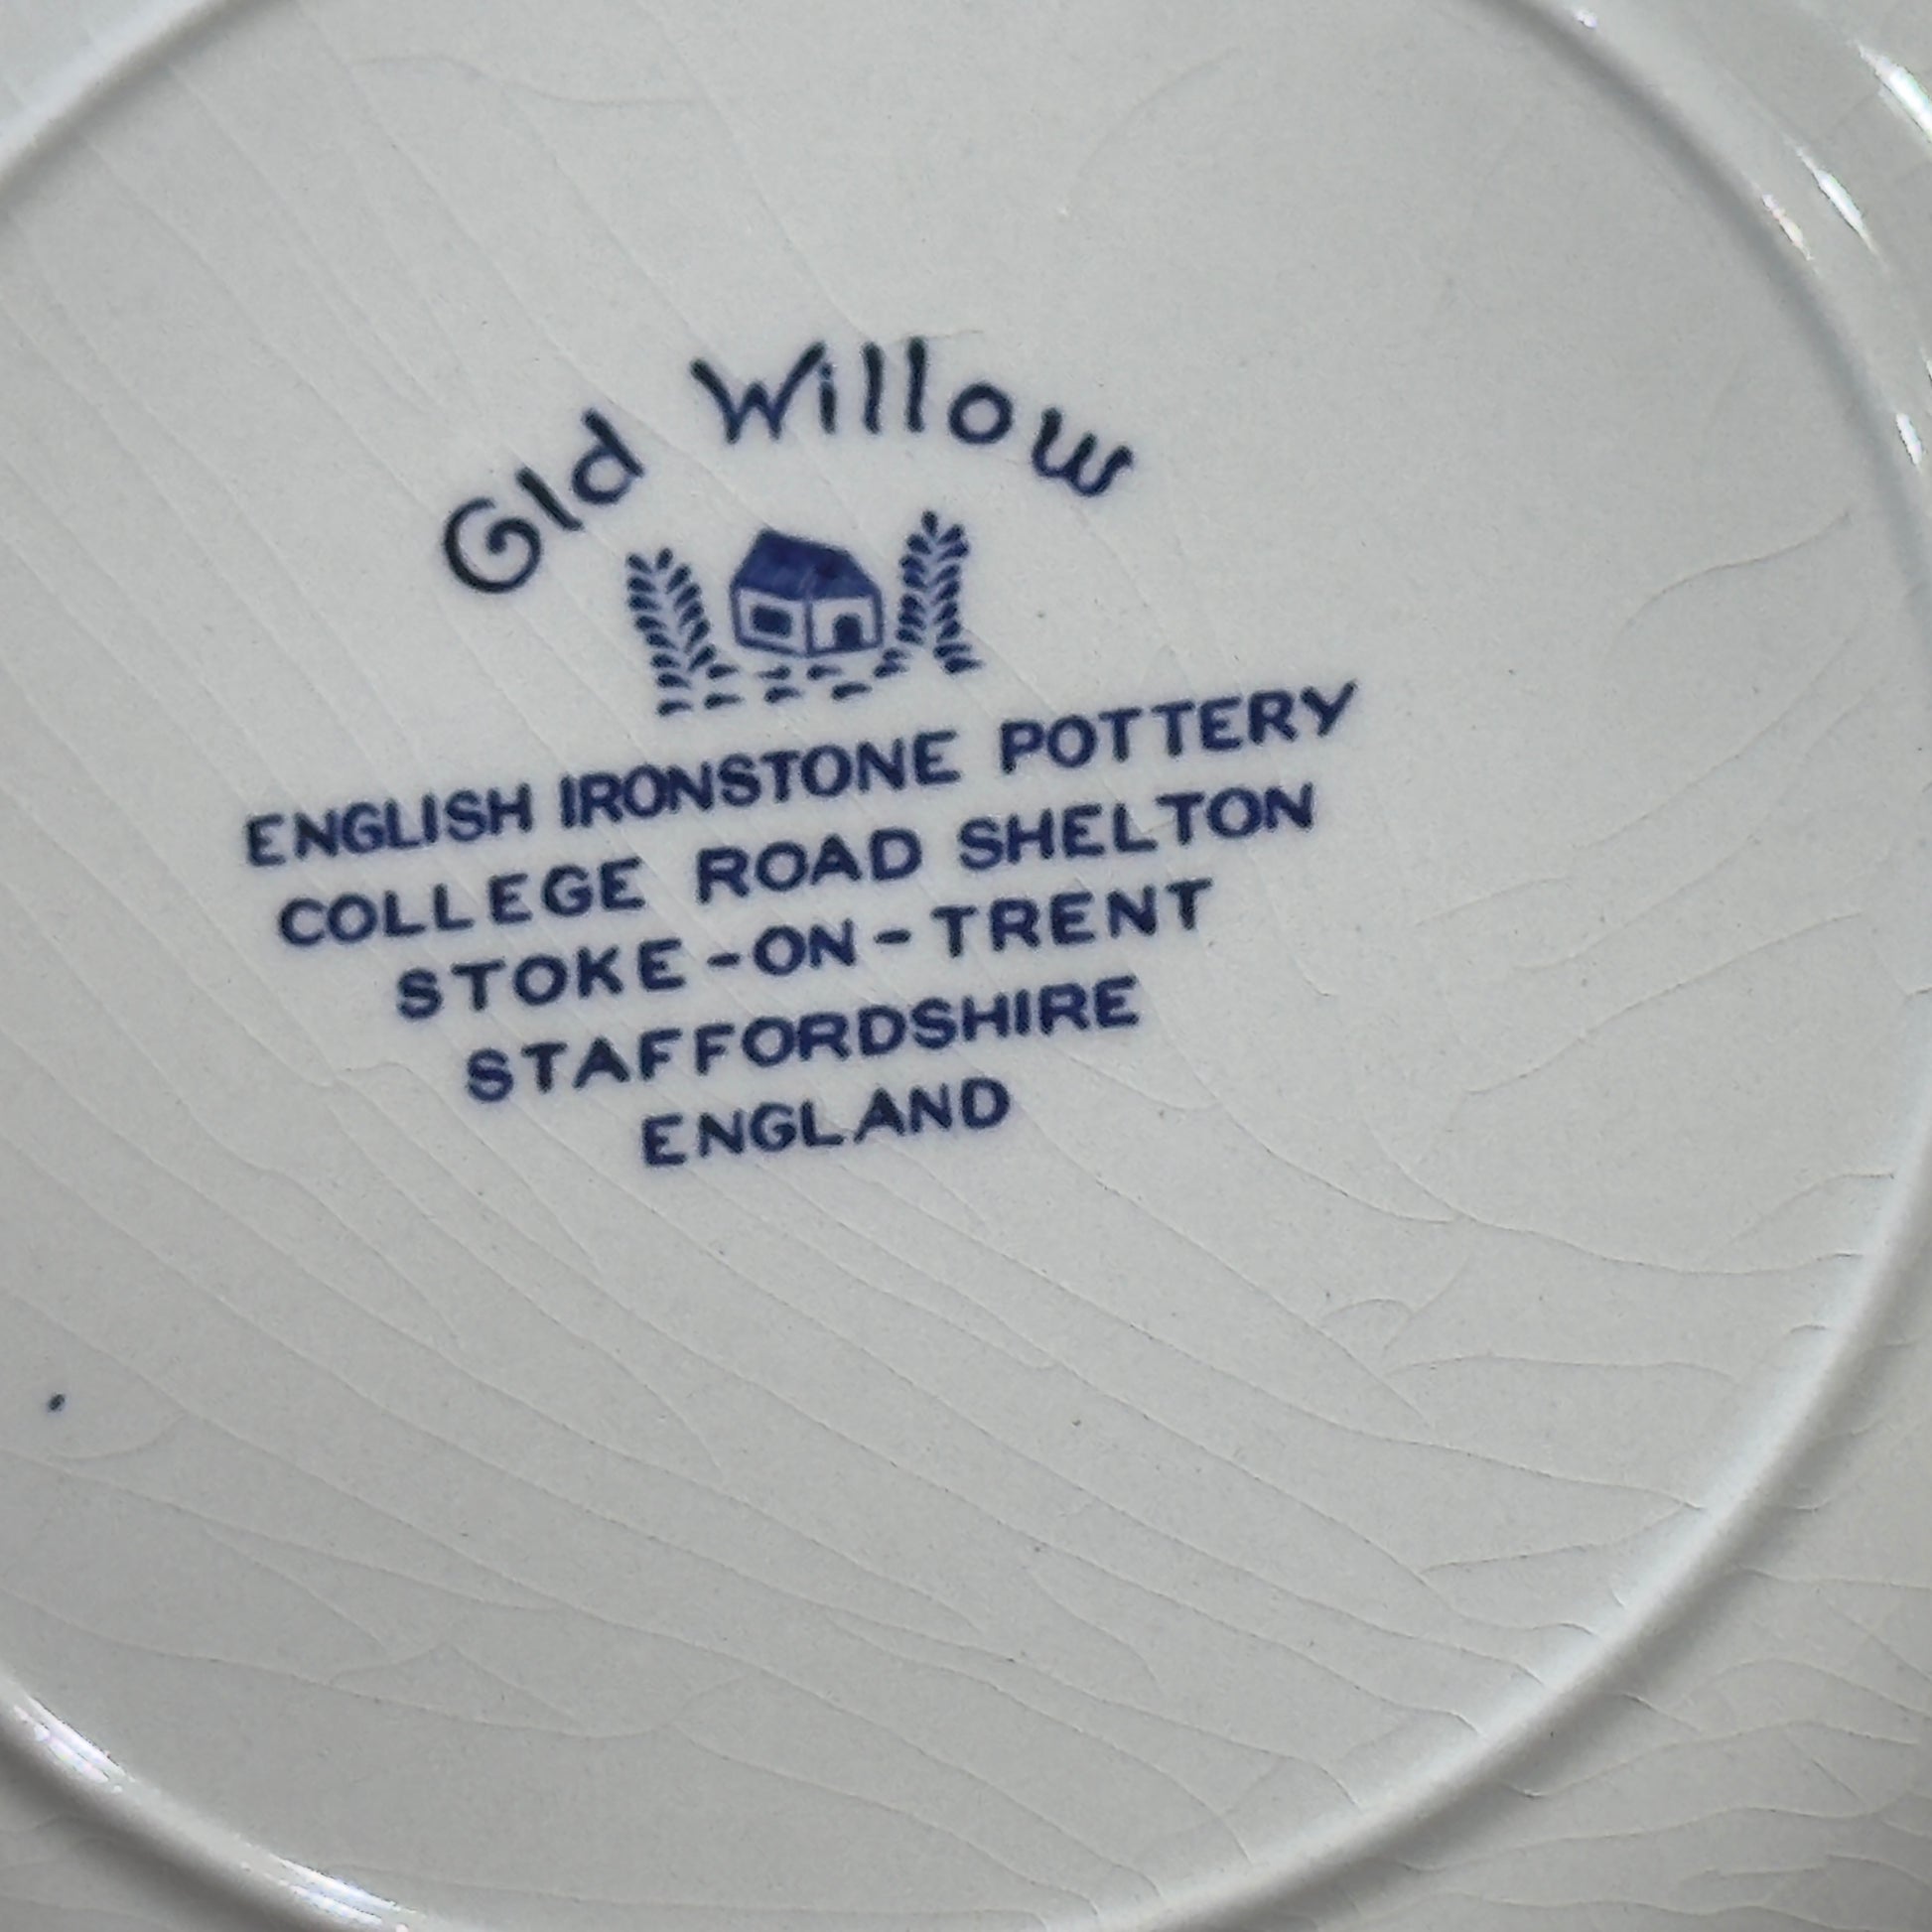 Old Willow
ENGLISH IRONSTONE POTTERY
COLLEGE ROAD SHELTON
STOKE-ON-TRENT
STAFFORDSHIRE
ENGLAND